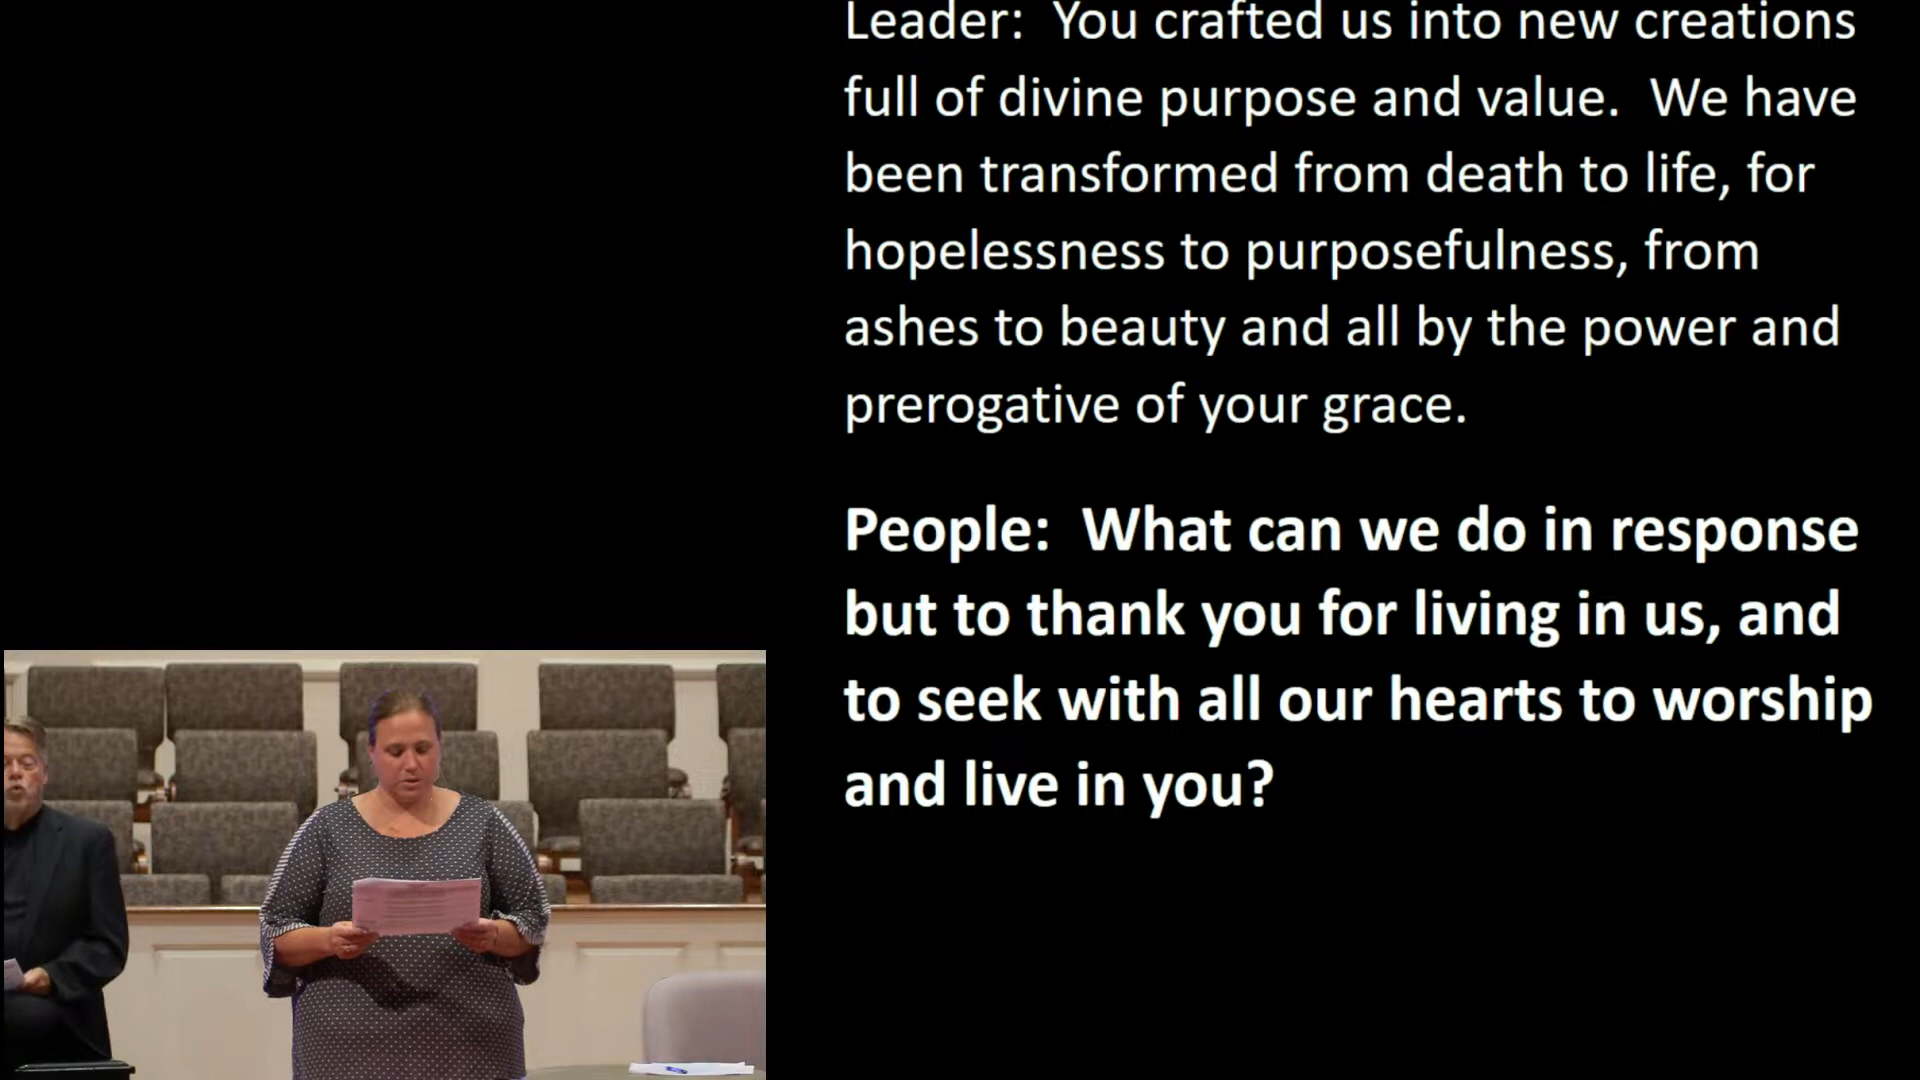 Leader:  You crafted us into new creations
full of divine purpose and value.  We have
been transformed from death to life, for
hopelessness to purposefulness, from
ashes to beauty and all by the power and
prerogative of your grace.
People:  What can we do in response
but to thank you for living in us, and
to seek with all our hearts to worship
and live in you?